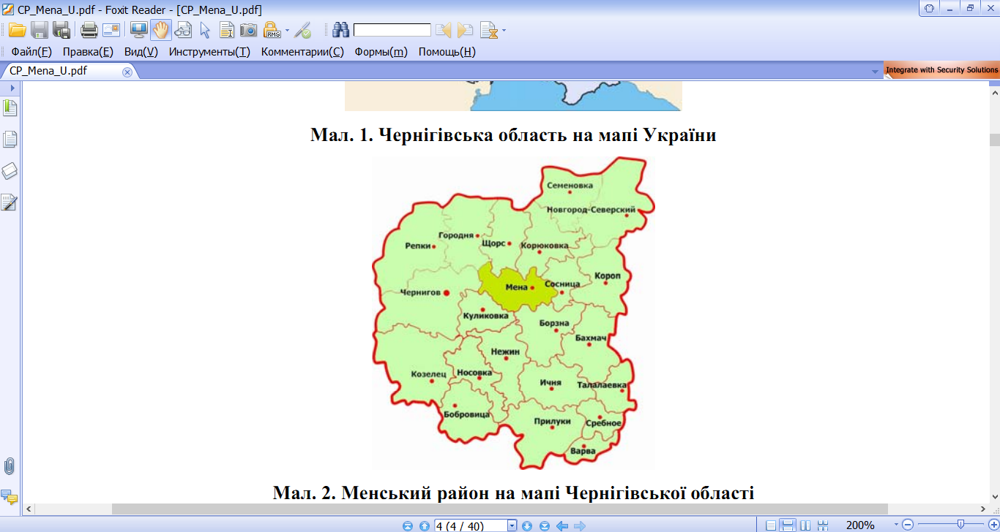 CP_Mena_U.pdf - Foxit Reader - [CP_Mena_U.pdf]
RMS
Файл(F) Правка(E) Вид(V) Инструменты(T) Комментарии(C) Формы(m) Помощь(H)
CP_Mena_U.pdf
Integrate with Security Solutions
Мал. 1. Чернігівська область на мапі України
Семеновка
Новгород-Северский
Городня
Щорс
Корюковка
Репки
Короп
Сосница
Мена
Чернигов
Куликовка
Борзна
Бахмач
Нежин
Козелец
Носовка
Ичня
Талалаевка
Бобровица
Прилуки
Сребное
Варва
Мал. 2. Менський район на мапі Чернігівської області
4 (4 / 40)
200%